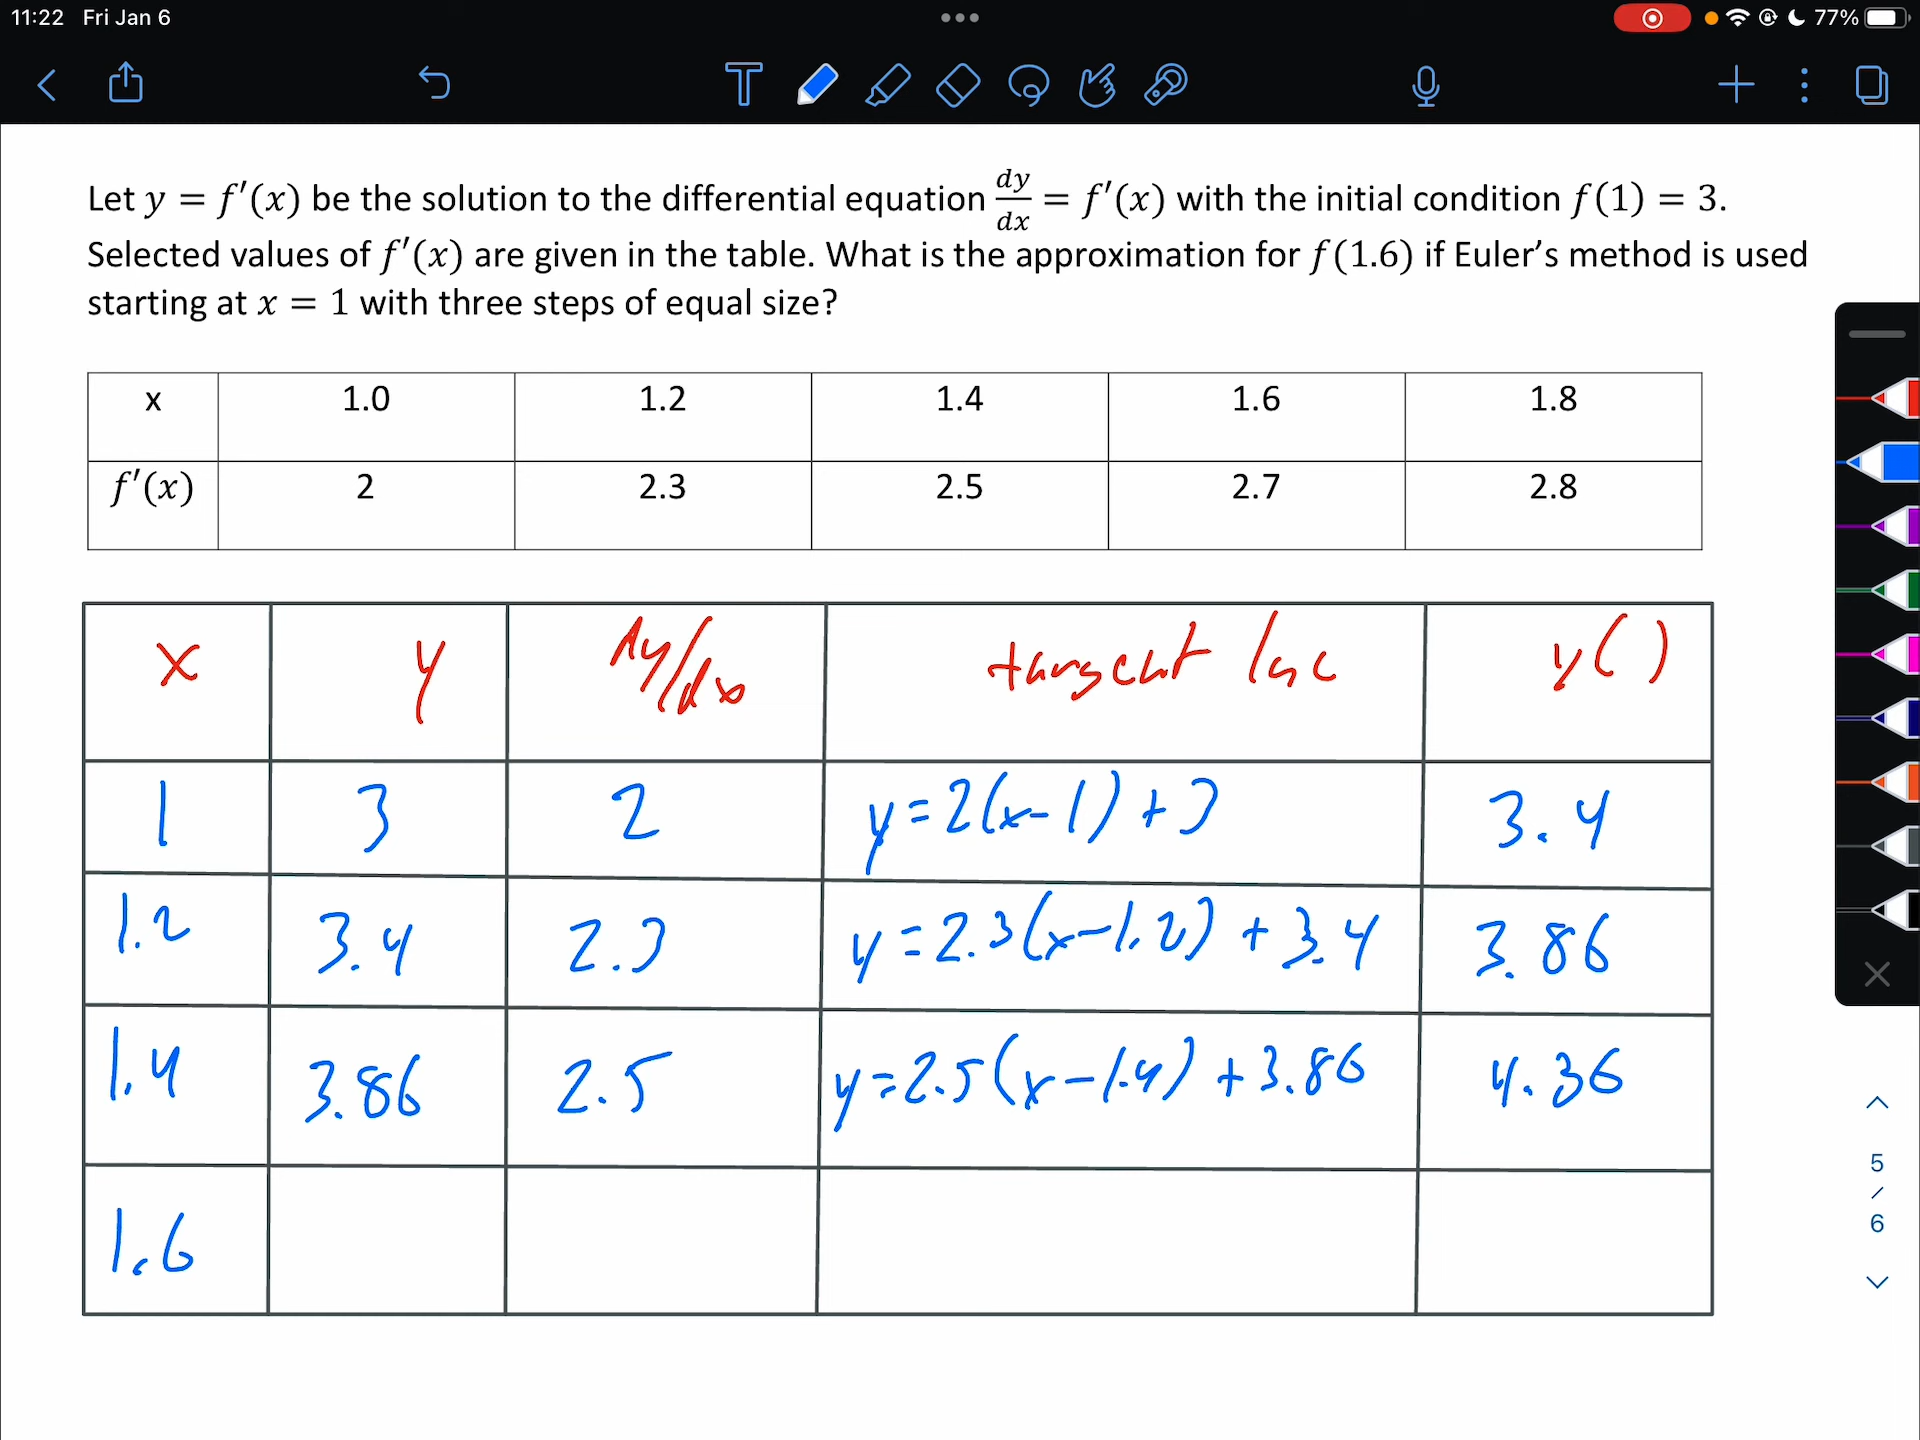 11:22 Fri Jan 6
77%
T
Let y = f′(x) be the solution to the differential equation dy/dx = f′(x) with the initial condition f(1) = 3.
Selected values of f′(x) are given in the table. What is the approximation for f(1.6) if Euler’s method is used
starting at x = 1 with three steps of equal size?
x 1.0 1.2 1.4 1.6 1.8
f′(x) 2 2.3 2.5 2.7 2.8
x y dy/dx tangent line y( )
1 3 2 y=2(x-1)+3 3.4
1.2 3.4 2.3 y=2.3(x-1.2)+3.4 3.86
1.4 3.86 2.5 y=2.5(x-1.4)+3.86 4.36
1.6
5
/
6